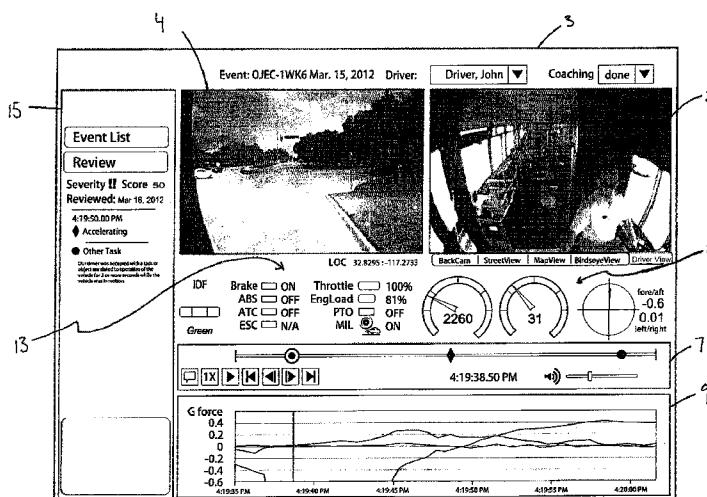 4
3
Event: OJEC-1WK6 Mar. 15, 2012 Driver: Driver, John Coaching done
15
Event List
Review
Severity !! Score 50
Reviewed: Mar 16, 2012
4:19:50.00 PM
Accelerating
Other Task
LOC 32.8295 : -117.2733
BackCam StreetView MapView BirdseyeView Driver View
IDF
Green
Brake ON
ABS OFF
ATC OFF
ESC N/A
Throttle 100%
EngLoad 81%
PTO OFF
MIL ON
2260
31
fore/aft
-0.6
0.01
left/right
13
7
1X
4:19:38.50 PM
9
G force
0.4
0.2
0
-0.2
-0.4
-0.6
4:19:35 PM 4:19:40 PM 4:19:45 PM 4:19:50 PM 4:19:55 PM 4:20:00 PM